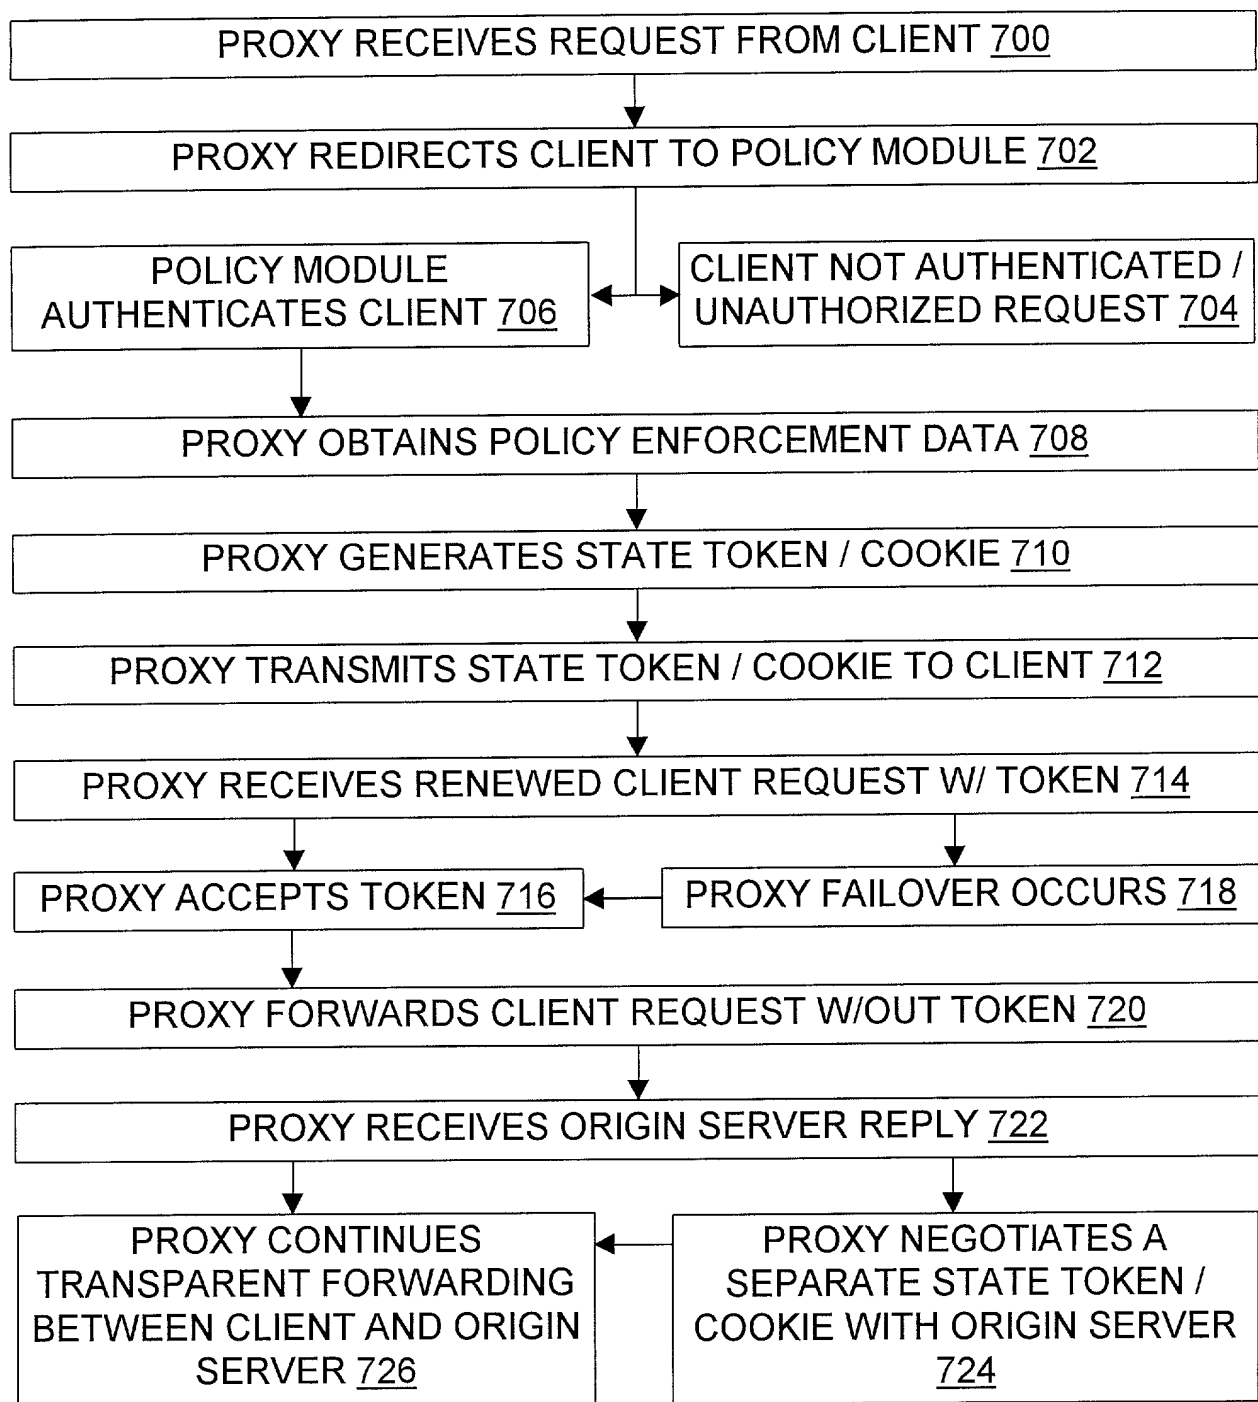 PROXY RECEIVES REQUEST FROM CLIENT 700
PROXY REDIRECTS CLIENT TO POLICY MODULE 702
POLICY MODULE
AUTHENTICATES CLIENT 706
CLIENT NOT AUTHENTICATED /
UNAUTHORIZED REQUEST 704
PROXY OBTAINS POLICY ENFORCEMENT DATA 708
PROXY GENERATES STATE TOKEN / COOKIE 710
PROXY TRANSMITS STATE TOKEN / COOKIE TO CLIENT 712
PROXY RECEIVES RENEWED CLIENT REQUEST W/ TOKEN 714
PROXY ACCEPTS TOKEN 716
PROXY FAILOVER OCCURS 718
PROXY FORWARDS CLIENT REQUEST W/OUT TOKEN 720
PROXY RECEIVES ORIGIN SERVER REPLY 722
PROXY CONTINUES
TRANSPARENT FORWARDING
BETWEEN CLIENT AND ORIGIN
SERVER 726
PROXY NEGOTIATES A
SEPARATE STATE TOKEN /
COOKIE WITH ORIGIN SERVER
724